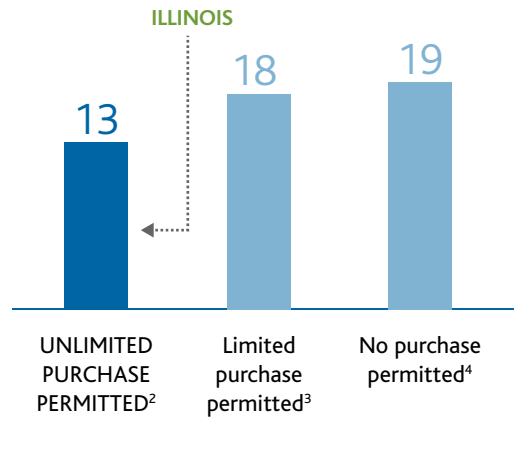 ILLINOIS
13
18
19
UNLIMITED
PURCHASE
PERMITTED²
Limited
purchase
permitted³
No purchase
permitted⁴